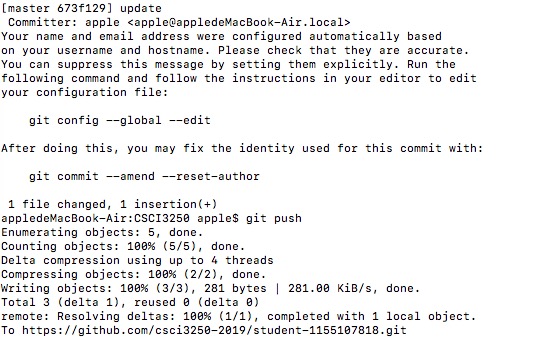 [master 673f129] update
Committer: apple <apple@appledeMacBook-Air.local>
Your name and email address were configured automatically based
on your username and hostname. Please check that they are accurate.
You can suppress this message by setting them explicitly. Run the
following command and follow the instructions in your editor to edit
your configuration file:
git config --global --edit
After doing this, you may fix the identity used for this commit with:
git commit --amend --reset-author
1 file changed, 1 insertion(+)
appledeMacBook-Air:CSCI3250 apple$ git push
Enumerating objects: 5, done.
Counting objects: 100% (5/5), done.
Delta compression using up to 4 threads
Compressing objects: 100% (2/2), done.
Writing objects: 100% (3/3), 281 bytes | 281.00 KiB/s, done.
Total 3 (delta 1), reused 0 (delta 0)
remote: Resolving deltas: 100% (1/1), completed with 1 local object.
To https://github.com/csci3250-2019/student-1155107818.git